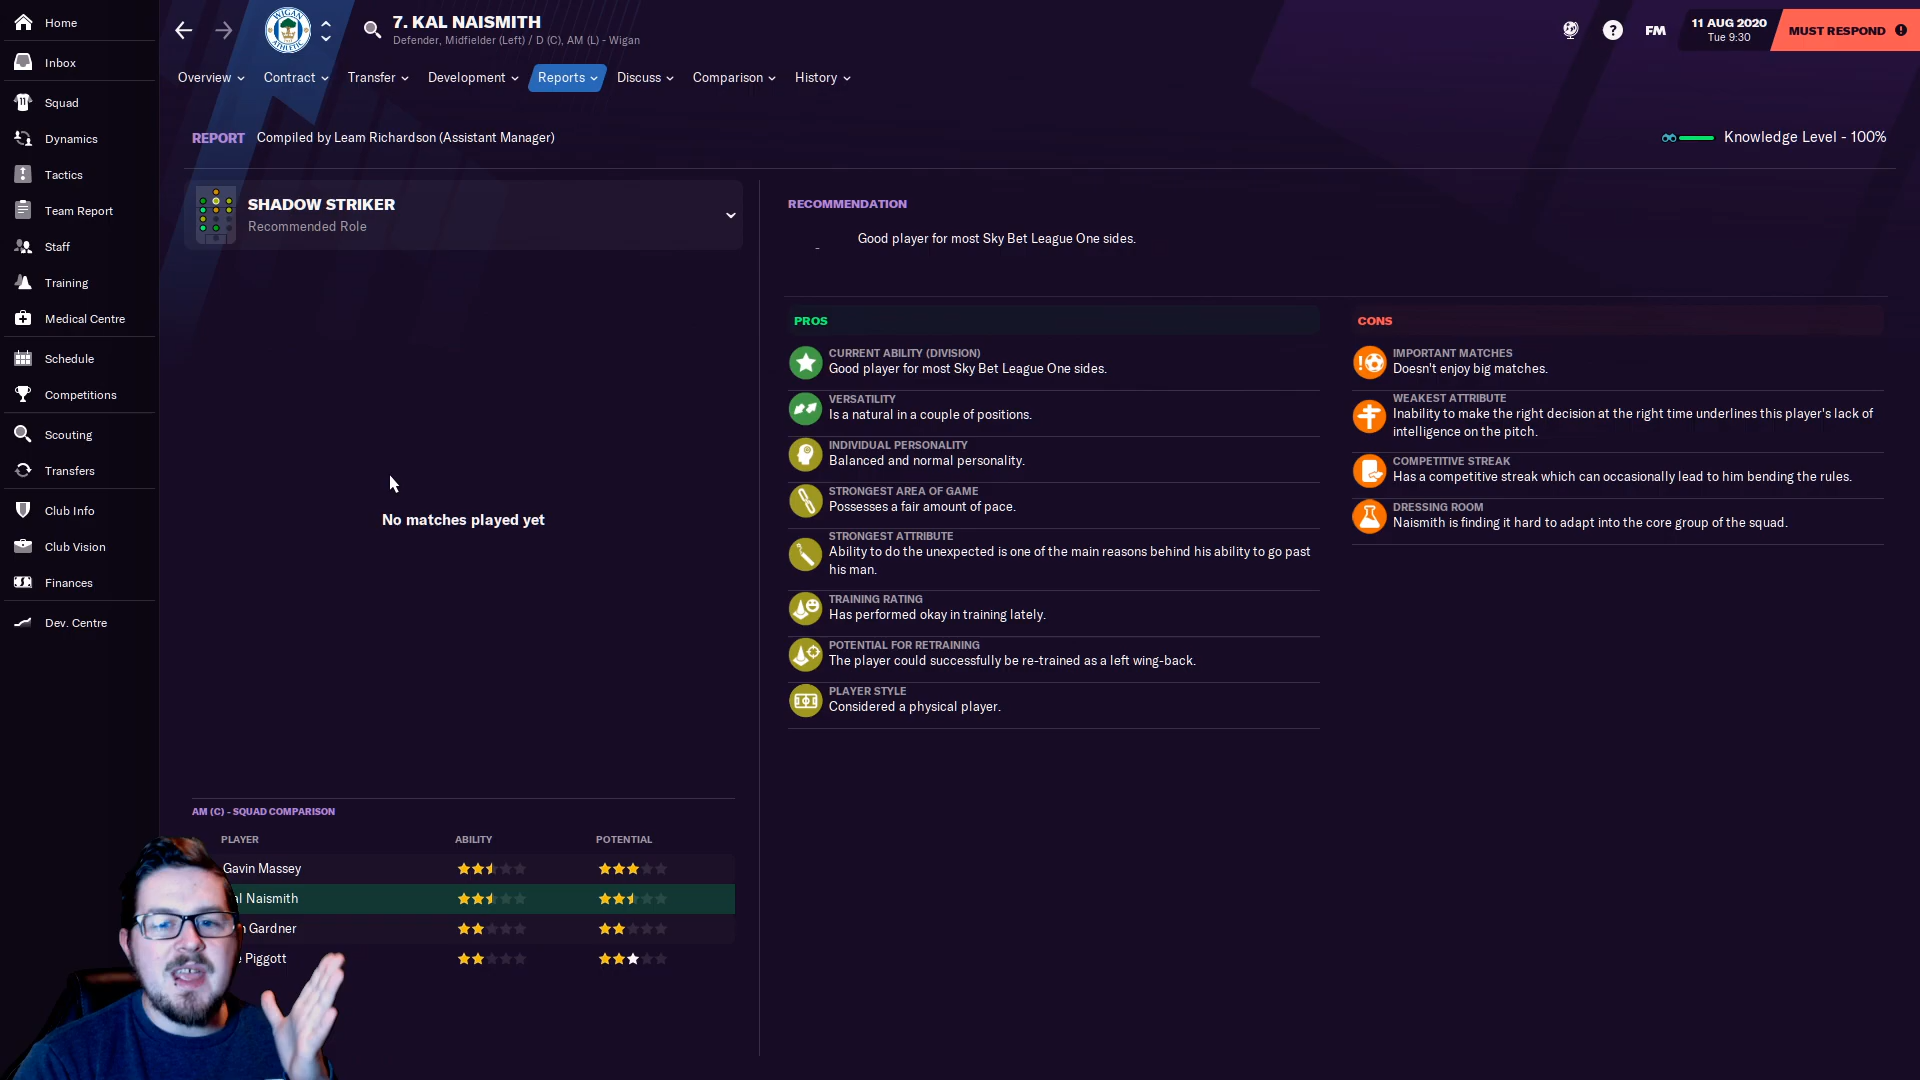 Home
Inbox
Squad
Dynamics
Tactics
Team Report
Staff
Training
Medical Centre
Schedule
Competitions
Scouting
Transfers
Club Info
Club Vision
Finances
Dev. Centre
WIGAN ATHLETIC
7. KAL NAISMITH
Defender, Midfielder (Left) / D (C), AM (L) - Wigan
? FM
11 AUG 2020
Tue 9:30
MUST RESPOND
Overview Contract Transfer Development Reports Discuss Comparison History
REPORT Compiled by Leam Richardson (Assistant Manager)
Knowledge Level - 100%
SHADOW STRIKER
Recommended Role
No matches played yet
AM (C) - SQUAD COMPARISON
PLAYER ABILITY POTENTIAL
Gavin Massey
al Naismith
n Gardner
e Piggott
RECOMMENDATION
- Good player for most Sky Bet League One sides.
PROS
CURRENT ABILITY (DIVISION)
Good player for most Sky Bet League One sides.
VERSATILITY
Is a natural in a couple of positions.
INDIVIDUAL PERSONALITY
Balanced and normal personality.
STRONGEST AREA OF GAME
Possesses a fair amount of pace.
STRONGEST ATTRIBUTE
Ability to do the unexpected is one of the main reasons behind his ability to go past
his man.
TRAINING RATING
Has performed okay in training lately.
POTENTIAL FOR RETRAINING
The player could successfully be re-trained as a left wing-back.
PLAYER STYLE
Considered a physical player.
CONS
IMPORTANT MATCHES
Doesn't enjoy big matches.
WEAKEST ATTRIBUTE
Inability to make the right decision at the right time underlines this player's lack of
intelligence on the pitch.
COMPETITIVE STREAK
Has a competitive streak which can occasionally lead to him bending the rules.
DRESSING ROOM
Naismith is finding it hard to adapt into the core group of the squad.